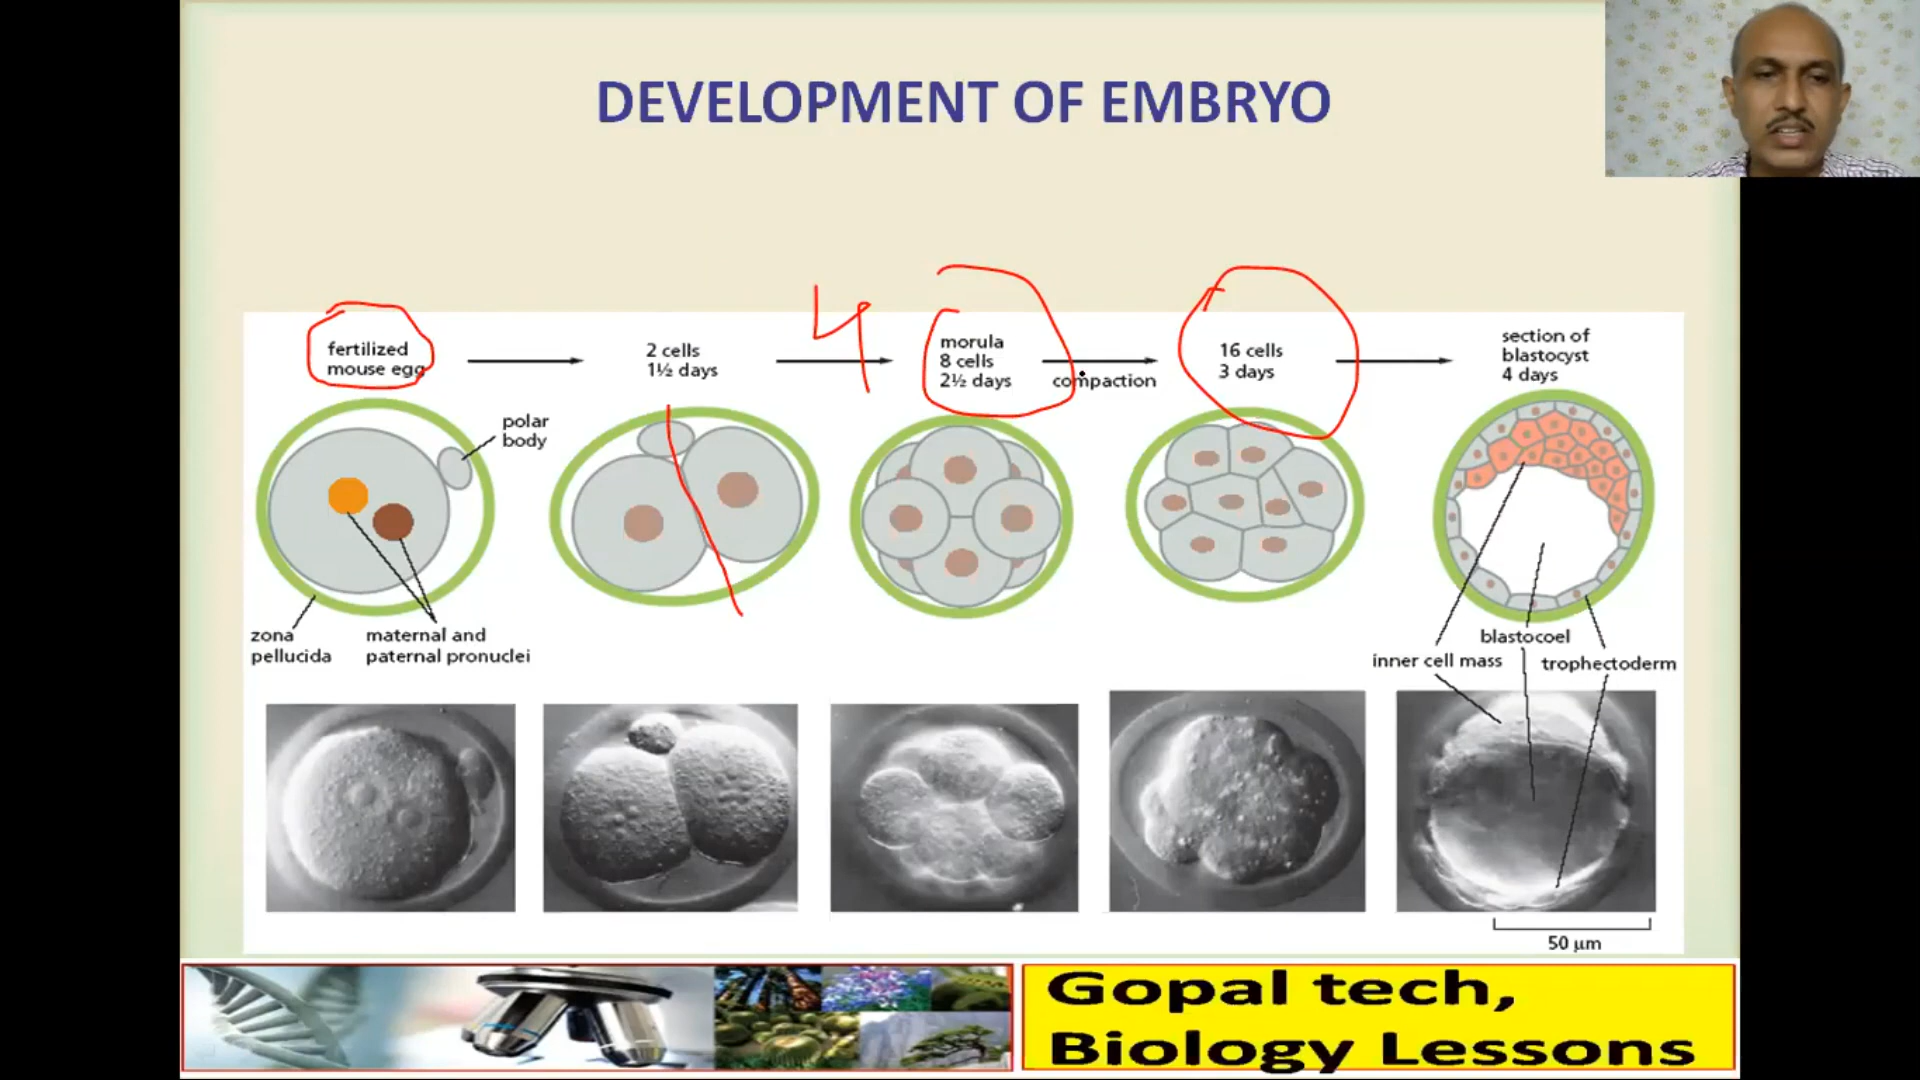 DEVELOPMENT OF EMBRYO
4
fertilized
mouse egg
2 cells
1½ days
morula
8 cells
2½ days
compaction
16 cells
3 days
section of
blastocyst
4 days
polar
body
zona
pellucida
maternal and
paternal pronuclei
blastocoel
inner cell mass
trophectoderm
50 µm
Gopal tech,
Biology Lessons